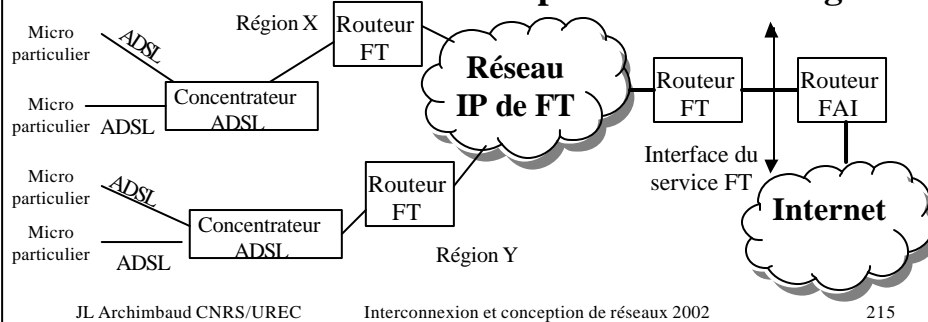 Micro
particulier
ADSL
Région X
Routeur
FT
Micro
particulier
ADSL
Concentrateur
ADSL
Réseau
IP de FT
Routeur
FT
Routeur
FAI
Interface du
service FT
Internet
Micro
particulier
ADSL
Micro
particulier
ADSL
Concentrateur
ADSL
Routeur
FT
Région Y
JL Archimbaud CNRS/UREC Interconnexion et conception de réseaux 2002 215